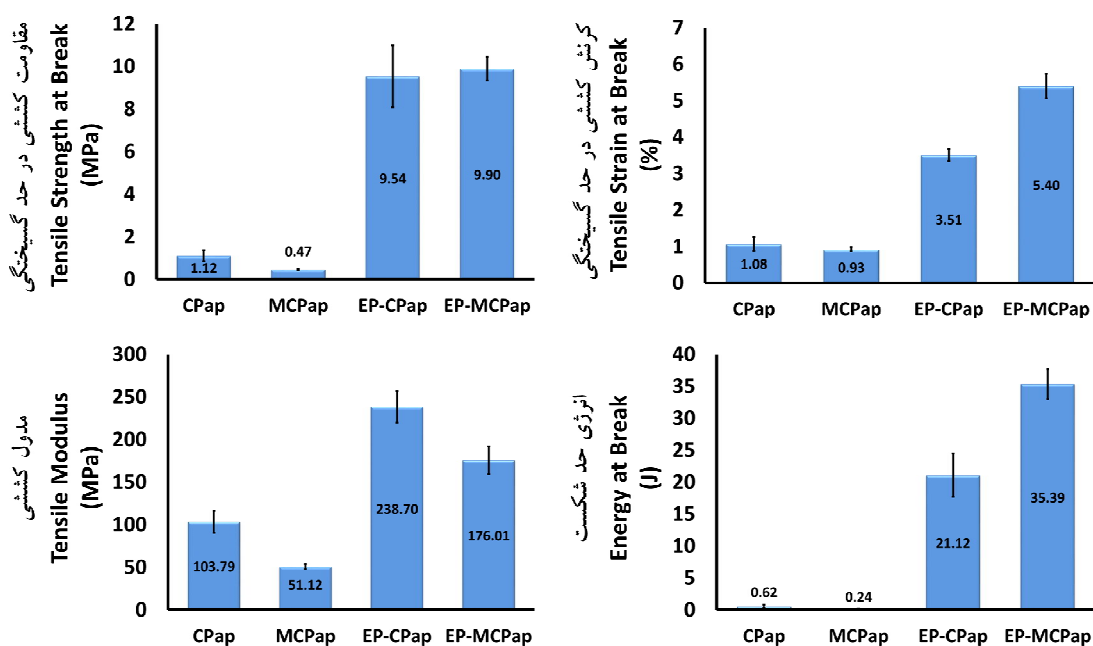 مقاومت کششی در حد گسیختگی
Tensile Strength at Break
(MPa)
12
10
8
6
4
2
0
1.12
0.47
9.54
9.90
CPap
MCPap
EP-CPap
EP-MCPap
کرنش کششی در حد گسیختگی
Tensile Strain at Break
(%)
7
6
5
4
3
2
1
0
1.08
0.93
3.51
5.40
CPap
MCPap
EP-CPap
EP-MCPap
مدول کششی
Tensile Modulus
(MPa)
300
250
200
150
100
50
0
103.79
51.12
238.70
176.01
CPap
MCPap
EP-CPap
EP-MCPap
انرژی حد شکست
Energy at Break
(J)
40
35
30
25
20
15
10
5
0
0.62
0.24
21.12
35.39
CPap
MCPap
EP-CPap
EP-MCPap